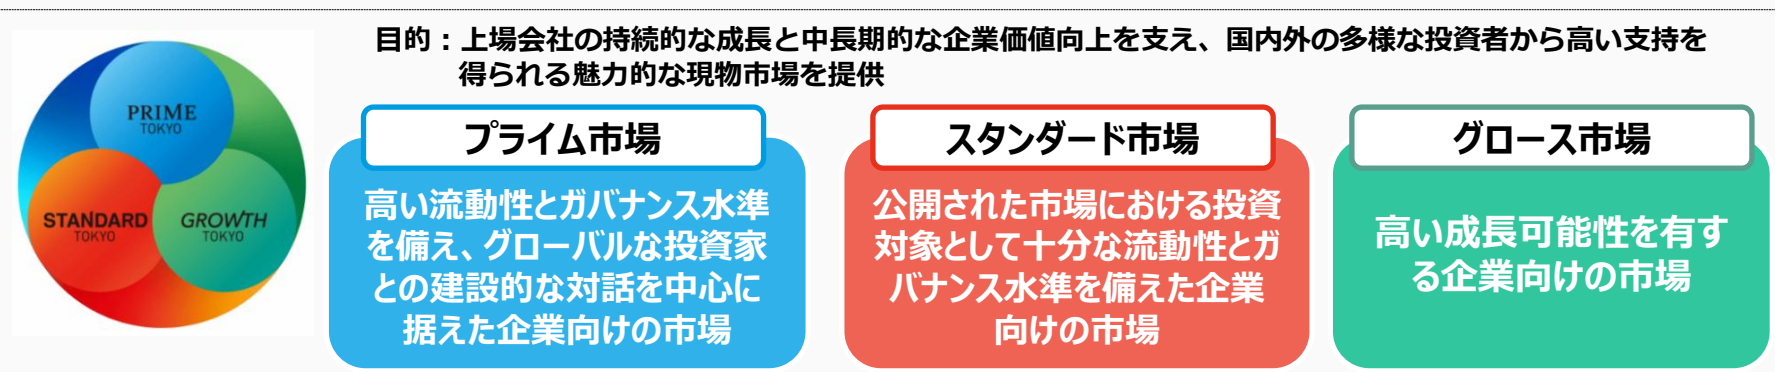 目的：上場会社の持続的な成長と中長期的な企業価値向上を支え、国内外の多様な投資者から高い支持を
得られる魅力的な現物市場を提供
PRIME
TOKYO
STANDARD
TOKYO
GROWTH
TOKYO
プライム市場
高い流動性とガバナンス水準
を備え、グローバルな投資家
との建設的な対話を中心に
据えた企業向けの市場
スタンダード市場
公開された市場における投資
対象として十分な流動性とガ
バナンス水準を備えた企業
向けの市場
グロース市場
高い成長可能性を有す
る企業向けの市場